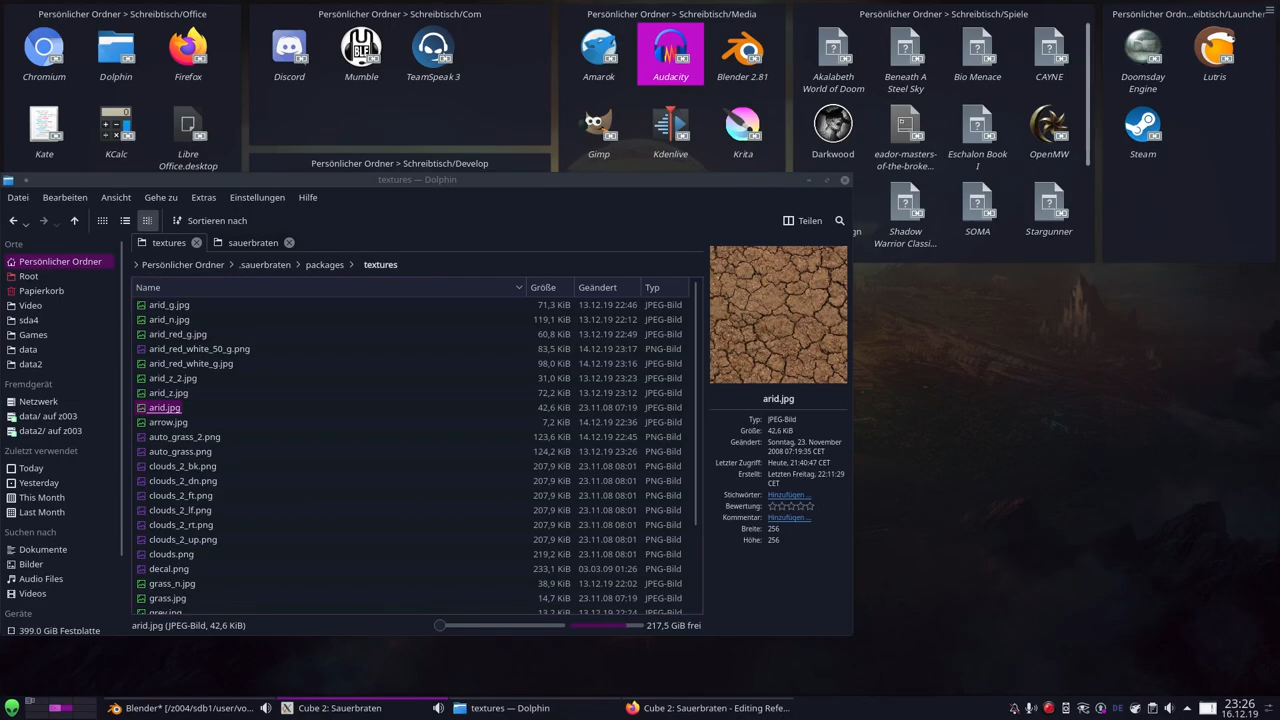 Persönlicher Ordner > Schreibtisch/Office
Chromium
Dolphin
Firefox
Kate
KCalc
Libre
Office.desktop
Persönlicher Ordner > Schreibtisch/Com
Discord
Mumble
TeamSpeak 3
Persönlicher Ordner > Schreibtisch/Develop
Persönlicher Ordner > Schreibtisch/Media
Amarok
Audacity
Blender 2.81
Gimp
Kdenlive
Krita
Persönlicher Ordner > Schreibtisch/Spiele
Akalabeth
World of Doom
Beneath A
Steel Sky
Bio Menace
CAYNE
Darkwood
eador-masters-
of-the-broke...
Eschalon Book
I
OpenMW
Shadow
Warrior Classi...
SOMA
Stargunner
Persönlicher Ordn...eibtisch/Launcher
Doomsday
Engine
Lutris
Steam
textures — Dolphin
Datei Bearbeiten Ansicht Gehe zu Extras Einstellungen Hilfe
Sortieren nach
Teilen
Orte
Persönlicher Ordner
Root
Papierkorb
Video
sda4
Games
data
data2
Fremdgerät
Netzwerk
data/ auf z003
data2/ auf z003
Zuletzt verwendet
Today
Yesterday
This Month
Last Month
Suchen nach
Dokumente
Bilder
Audio Files
Videos
Geräte
399.0 GiB Festplatte
textures
sauerbraten
Persönlicher Ordner > .sauerbraten > packages > textures
Name Größe Geändert Typ
arid_g.jpg 71,3 KiB 13.12.19 22:46 JPEG-Bild
arid_n.jpg 119,1 KiB 13.12.19 22:12 JPEG-Bild
arid_red_g.jpg 60,8 KiB 13.12.19 22:49 JPEG-Bild
arid_red_white_50_g.png 83,5 KiB 14.12.19 23:17 PNG-Bild
arid_red_white_g.jpg 98,0 KiB 14.12.19 23:16 JPEG-Bild
arid_z_2.jpg 31,0 KiB 13.12.19 23:23 JPEG-Bild
arid_z.jpg 72,2 KiB 13.12.19 23:12 JPEG-Bild
arid.jpg 42,6 KiB 23.11.08 07:19 JPEG-Bild
arrow.jpg 7,2 KiB 14.12.19 22:36 JPEG-Bild
auto_grass_2.png 123,6 KiB 14.12.19 22:45 PNG-Bild
auto_grass.png 124,2 KiB 13.12.19 23:26 PNG-Bild
clouds_2_bk.png 207,9 KiB 23.11.08 08:01 PNG-Bild
clouds_2_dn.png 207,9 KiB 23.11.08 08:01 PNG-Bild
clouds_2_ft.png 207,9 KiB 23.11.08 08:01 PNG-Bild
clouds_2_lf.png 207,9 KiB 23.11.08 08:01 PNG-Bild
clouds_2_rt.png 207,9 KiB 23.11.08 08:01 PNG-Bild
clouds_2_up.png 207,9 KiB 23.11.08 08:01 PNG-Bild
clouds.png 219,2 KiB 23.11.08 08:01 PNG-Bild
decal.png 233,1 KiB 03.03.09 01:26 PNG-Bild
grass_n.jpg 38,9 KiB 13.12.19 22:02 JPEG-Bild
grass.jpg 14,7 KiB 23.11.08 07:19 JPEG-Bild
grey.jpg 13,2 KiB 13.12.19 22:24 JPEG-Bild
arid.jpg (JPEG-Bild, 42,6 KiB)
217,5 GiB frei
arid.jpg
Typ: JPEG-Bild
Größe: 42,6 KiB
Geändert: Sonntag, 23. November
2008 07:19:35 CET
Letzter Zugriff: Heute, 21:40:47 CET
Erstellt: Letzten Freitag, 22:11:29
CET
Stichwörter: Hinzufügen ...
Bewertung:
Kommentar: Hinzufügen ...
Breite: 256
Höhe: 256
Blender* [/z004/sdb1/user/vo...
Cube 2: Sauerbraten
textures — Dolphin
Cube 2: Sauerbraten - Editing Refe...
DE
23:26
16.12.19